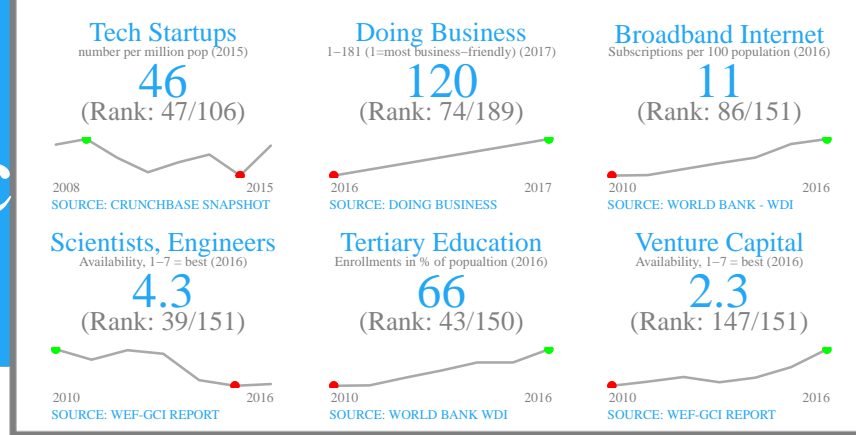 Tech Startups
number per million pop (2015)
46
(Rank: 47/106)
2008 2015
SOURCE: CRUNCHBASE SNAPSHOT
Doing Business
1−181 (1=most business−friendly) (2017)
120
(Rank: 74/189)
2016 2017
SOURCE: DOING BUSINESS
Broadband Internet
Subscriptions per 100 population (2016)
11
(Rank: 86/151)
2010 2016
SOURCE: WORLD BANK - WDI
Scientists, Engineers
Availability, 1−7 = best (2016)
4.3
(Rank: 39/151)
2010 2016
SOURCE: WEF-GCI REPORT
Tertiary Education
Enrollments in % of popualtion (2016)
66
(Rank: 43/150)
2010 2016
SOURCE: WORLD BANK WDI
Venture Capital
Availability, 1−7 = best (2016)
2.3
(Rank: 147/151)
2010 2016
SOURCE: WEF-GCI REPORT